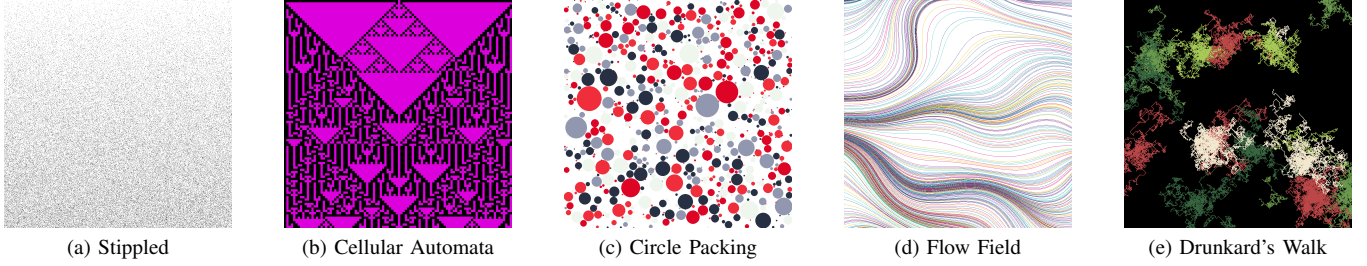 (a) Stippled
(b) Cellular Automata
(c) Circle Packing
(d) Flow Field
(e) Drunkard's Walk